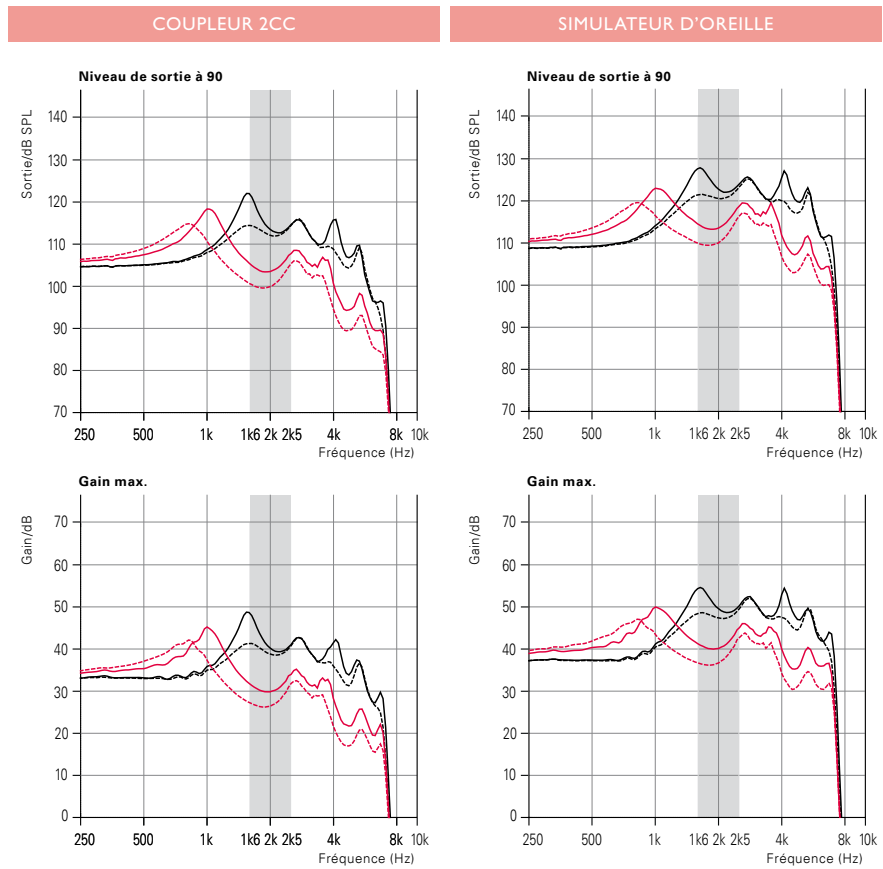 COUPLEUR 2CC
SIMULATEUR D'OREILLE
Niveau de sortie à 90
Sortie/dB SPL
140
130
120
110
100
90
80
70
250 500 1k 1k6 2k 2k5 4k 8k 10k
Fréquence (Hz)
Niveau de sortie à 90
Sortie/dB SPL
140
130
120
110
100
90
80
70
250 500 1k 1k6 2k 2k5 4k 8k 10k
Fréquence (Hz)
Gain max.
Gain/dB
70
60
50
40
30
20
10
0
250 500 1k 1k6 2k 2k5 4k 8k 10k
Fréquence (Hz)
Gain max.
Gain/dB
70
60
50
40
30
20
10
0
250 500 1k 1k6 2k 2k5 4k 8k 10k
Fréquence (Hz)